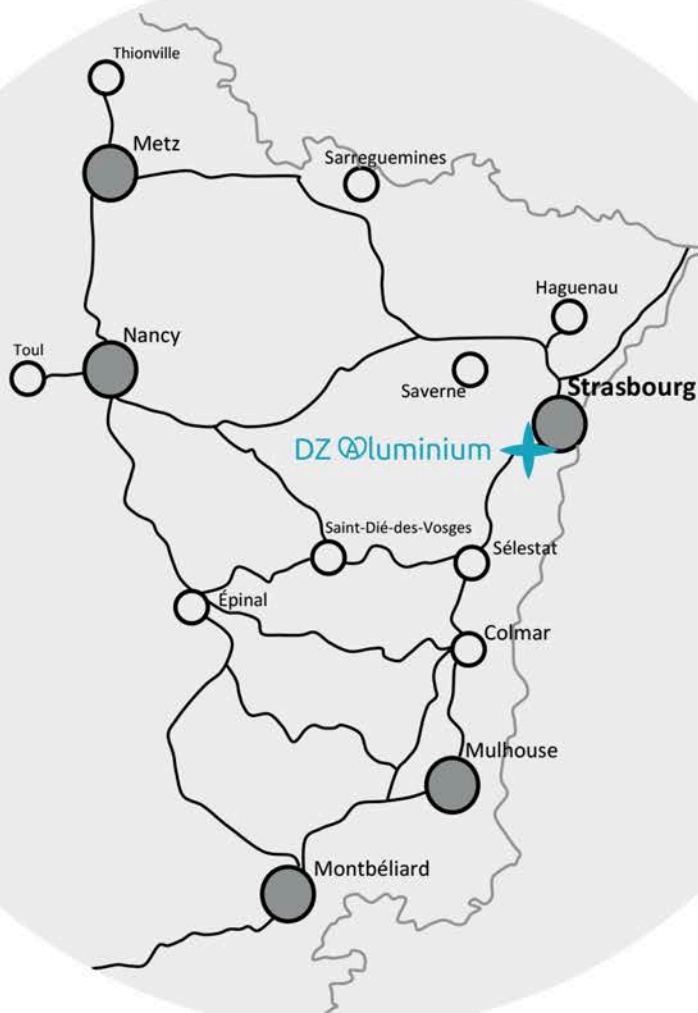 Thionville
Metz
Sarreguemines
Haguenau
Nancy
Toul
Saverne
Strasbourg
DZ Aluminium
Saint-Dié-des-Vosges
Sélestat
Épinal
Colmar
Mulhouse
Montbéliard